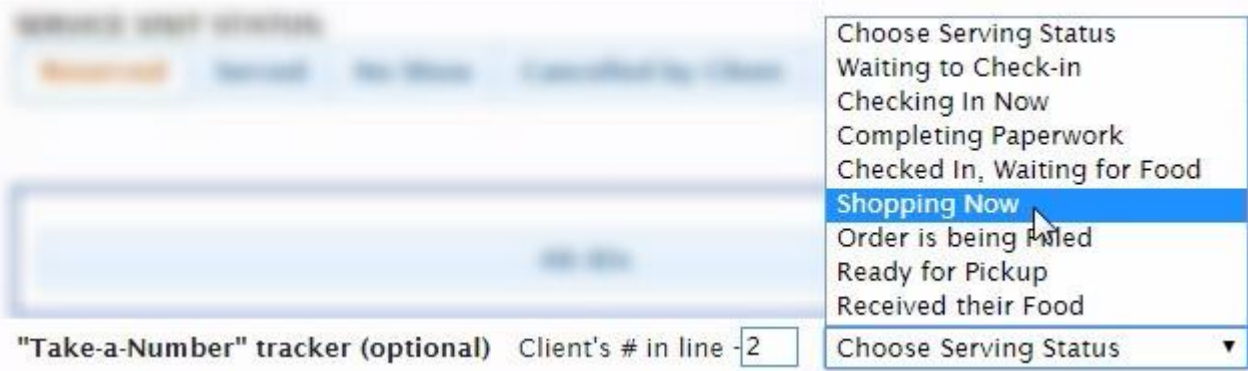 Choose Serving Status
Waiting to Check-in
Checking In Now
Completing Paperwork
Checked In, Waiting for Food
Shopping Now
Order is being Filled
Ready for Pickup
Received their Food
"Take-a-Number" tracker (optional) Client's # in line - 2 Choose Serving Status